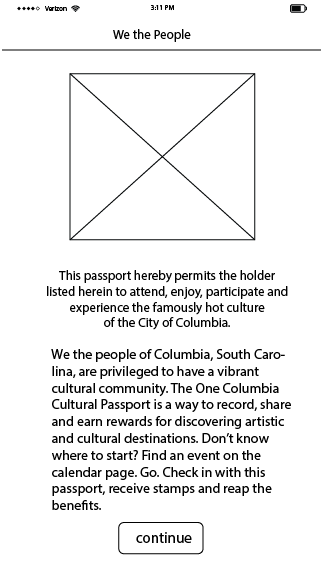 Verizon
3:11 PM
We the People
This passport hereby permits the holder
listed herein to attend, enjoy, participate and
experience the famously hot culture
of the City of Columbia.
We the people of Columbia, South Caro-
lina, are privileged to have a vibrant
cultural community. The One Columbia
Cultural Passport is a way to record, share
and earn rewards for discovering artistic
and cultural destinations. Don't know
where to start? Find an event on the
calendar page. Go. Check in with this
passport, receive stamps and reap the
benefits.
continue